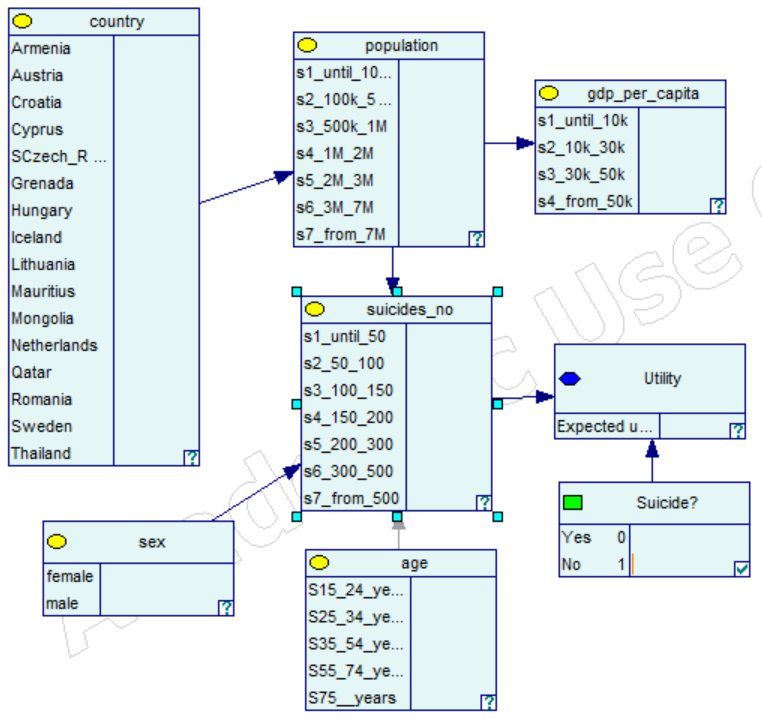 country
Armenia
Austria
Croatia
Cyprus
SCzech_R ...
Grenada
Hungary
Iceland
Lithuania
Mauritius
Mongolia
Netherlands
Qatar
Romania
Sweden
Thailand
?
population
s1_until_10...
s2_100k_5 ...
s3_500k_1M
s4_1M_2M
s5_2M_3M
s6_3M_7M
s7_from_7M
?
gdp_per_capita
s1_until_10k
s2_10k_30k
s3_30k_50k
s4_from_50k
?
suicides_no
s1_until_50
s2_50_100
s3_100_150
s4_150_200
s5_200_300
s6_300_500
s7_from_500
?
Utility
Expected u...
?
Suicide?
Yes 0
No 1
sex
female
male
?
age
S15_24_ye...
S25_34_ye...
S35_54_ye...
S55_74_ye...
S75__years
?
Use